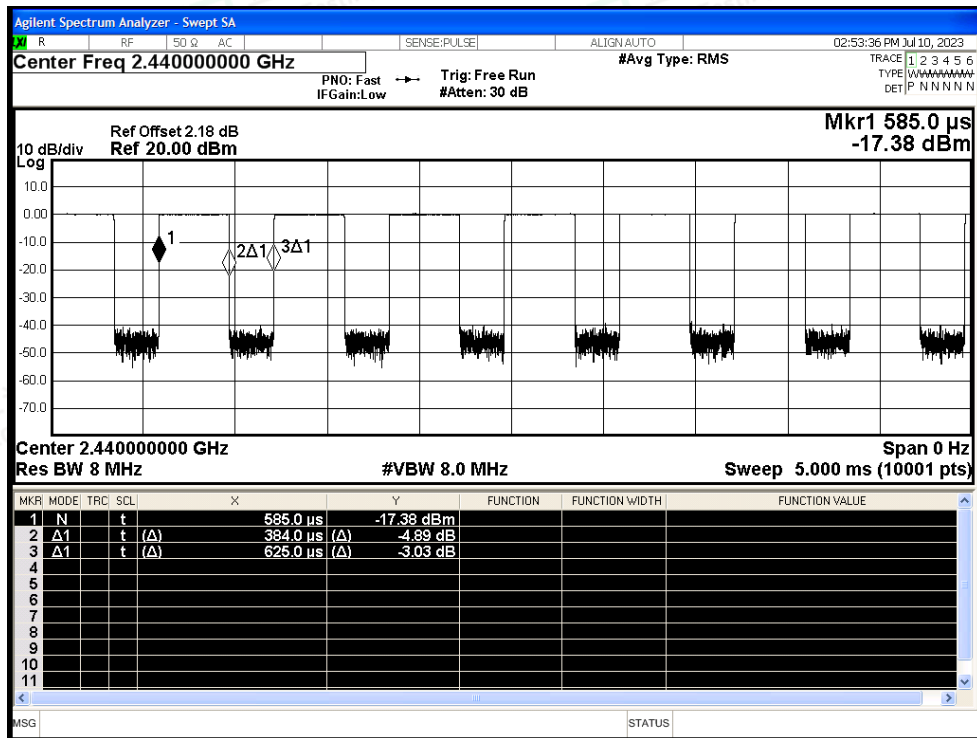 Agilent Spectrum Analyzer - Swept SA
LXI R RF 50 Ω AC SENSE:PULSE ALIGN AUTO 02:53:36 PM Jul 10, 2023
Center Freq 2.440000000 GHz #Avg Type: RMS TRACE 1 2 3 4 5 6
PNO: Fast Trig: Free Run TYPE W
IFGain:Low #Atten: 30 dB DET P N N N N N
Mkr1 585.0 µs
Ref Offset 2.18 dB
10 dB/div Ref 20.00 dBm -17.38 dBm
Log
10.0
0.00
-10.0
1 2Δ1 3Δ1
-20.0
-30.0
-40.0
-50.0
-60.0
-70.0
Center 2.440000000 GHz Span 0 Hz
Res BW 8 MHz #VBW 8.0 MHz Sweep 5.000 ms (10001 pts)
MKR MODE TRC SCL X Y FUNCTION FUNCTION WIDTH FUNCTION VALUE
1 N t 585.0 µs -17.38 dBm
2 Δ1 t (Δ) 384.0 µs (Δ) -4.89 dB
3 Δ1 t (Δ) 625.0 µs (Δ) -3.03 dB
4
5
6
7
8
9
10
11
MSG STATUS